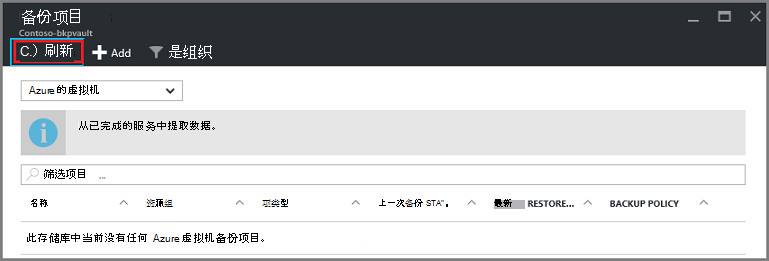 备份项目
Contoso-bkpvault
C.）刷新 Add 是组织
Azure 的虚拟机
从已完成的服务中提取数据。
筛选项目 ...
名称 资源组 项类型 上一次备份 STA"。 最新 RESTORE... BACKUP POLICY
此存储库中当前没有任何 Azure 虚拟机备份项目。